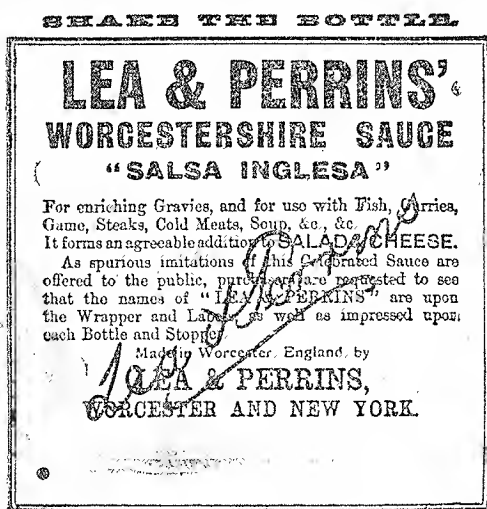 SHAKE THE BOTTLE.
LEA & PERRINS'
WORCESTERSHIRE SAUCE
"SALSA INGLESA"
For enriching Gravies, and for use with Fish, Curries,
Game, Steaks, Cold Meats, Soup, &c., &c.
It forms an agreeable addition to SALAD & CHEESE.
As spurious imitations of this Celebrated Sauce are
offered to the public, purchasers are requested to see
that the names of "LEA & PERRINS" are upon
the Wrapper and Label, as well as impressed upon
each Bottle and Stopper.
Made in Worcester, England, by
LEA & PERRINS,
WORCESTER AND NEW YORK.
Lea & Perrins